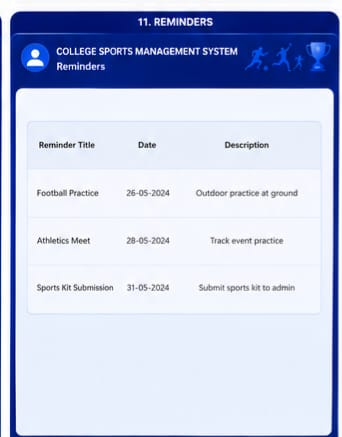 11. REMINDERS
COLLEGE SPORTS MANAGEMENT SYSTEM
Reminders
Reminder Title Date Description
Football Practice 26-05-2024 Outdoor practice at ground
Athletics Meet 28-05-2024 Track event practice
Sports Kit Submission 31-05-2024 Submit sports kit to admin